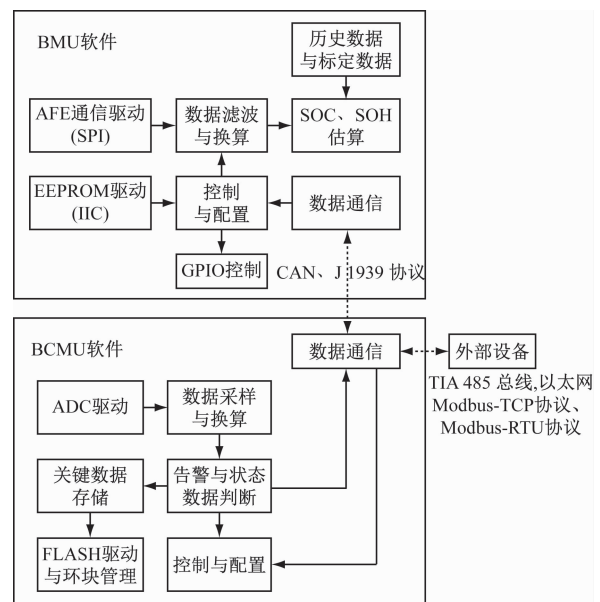 BMU软件
历史数据
与标定数据
AFE通信驱动
(SPI)
数据滤波
与换算
SOC、SOH
估算
EEPROM驱动
(IIC)
控制
与配置
数据通信
GPIO控制
CAN、J 1939 协议
BCMU软件
数据通信
外部设备
TIA 485 总线,以太网
Modbus-TCP协议、
Modbus-RTU协议
ADC驱动
数据采样
与换算
关键数据
存储
告警与状态
数据判断
FLASH驱动
与环块管理
控制与配置